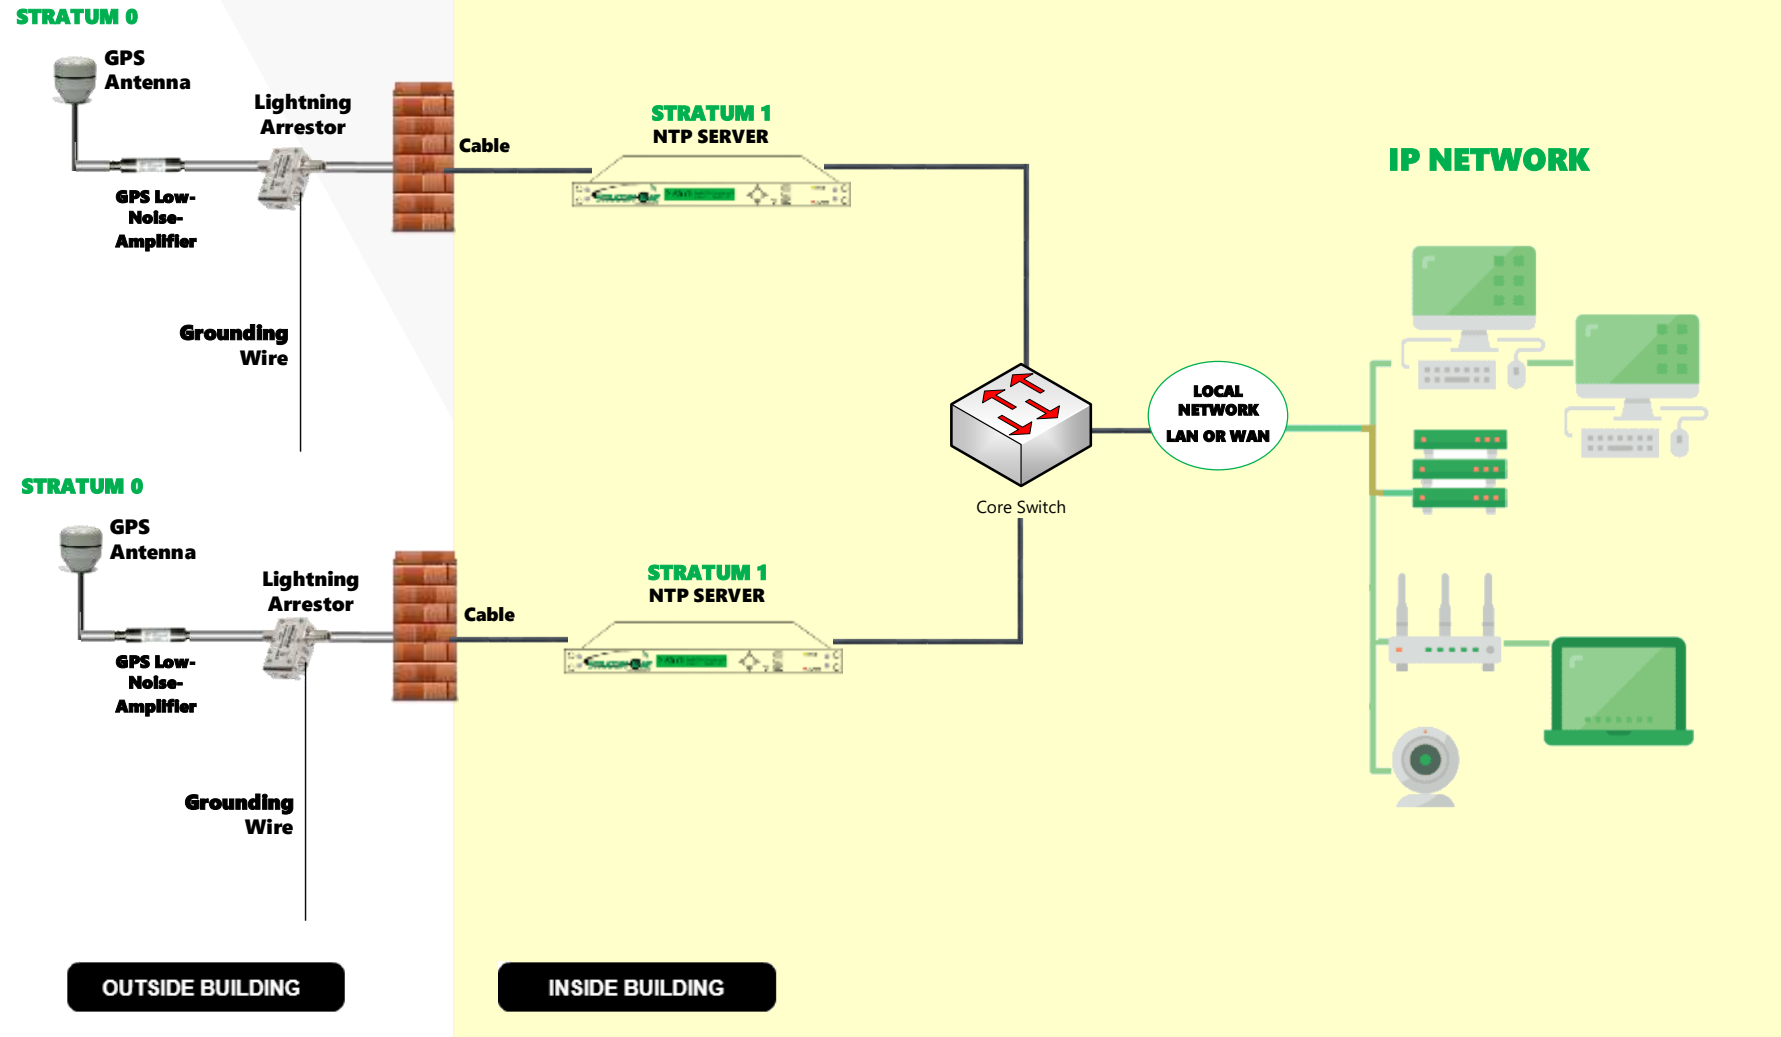 STRATUM 0
GPS
Antenna
Lightning
Arrestor
GPS Low-
Noise-
Amplifier
Grounding
Wire
Cable
STRATUM 1
NTP SERVER
IP NETWORK
LOCAL
NETWORK
LAN OR WAN
Core Switch
STRATUM 0
GPS
Antenna
Lightning
Arrestor
GPS Low-
Noise-
Amplifier
Grounding
Wire
Cable
STRATUM 1
NTP SERVER
OUTSIDE BUILDING
INSIDE BUILDING